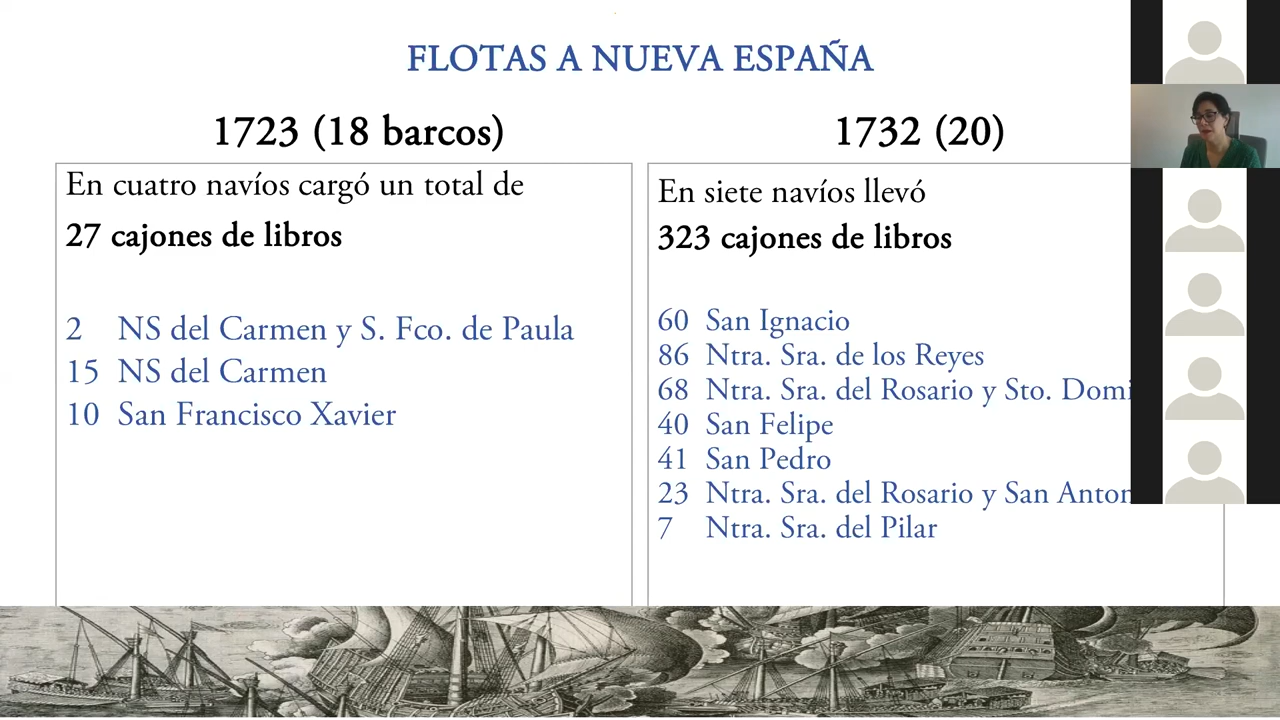 FLOTAS A NUEVA ESPAÑA
1723 (18 barcos)
En cuatro navíos cargó un total de
27 cajones de libros
2 NS del Carmen y S. Fco. de Paula
15 NS del Carmen
10 San Francisco Xavier
1732 (20)
En siete navíos llevó
323 cajones de libros
60 San Ignacio
86 Ntra. Sra. de los Reyes
68 Ntra. Sra. del Rosario y Sto.
40 San Felipe
41 San Pedro
23 Ntra. Sra. del Rosario y San
7 Ntra. Sra. del Pilar